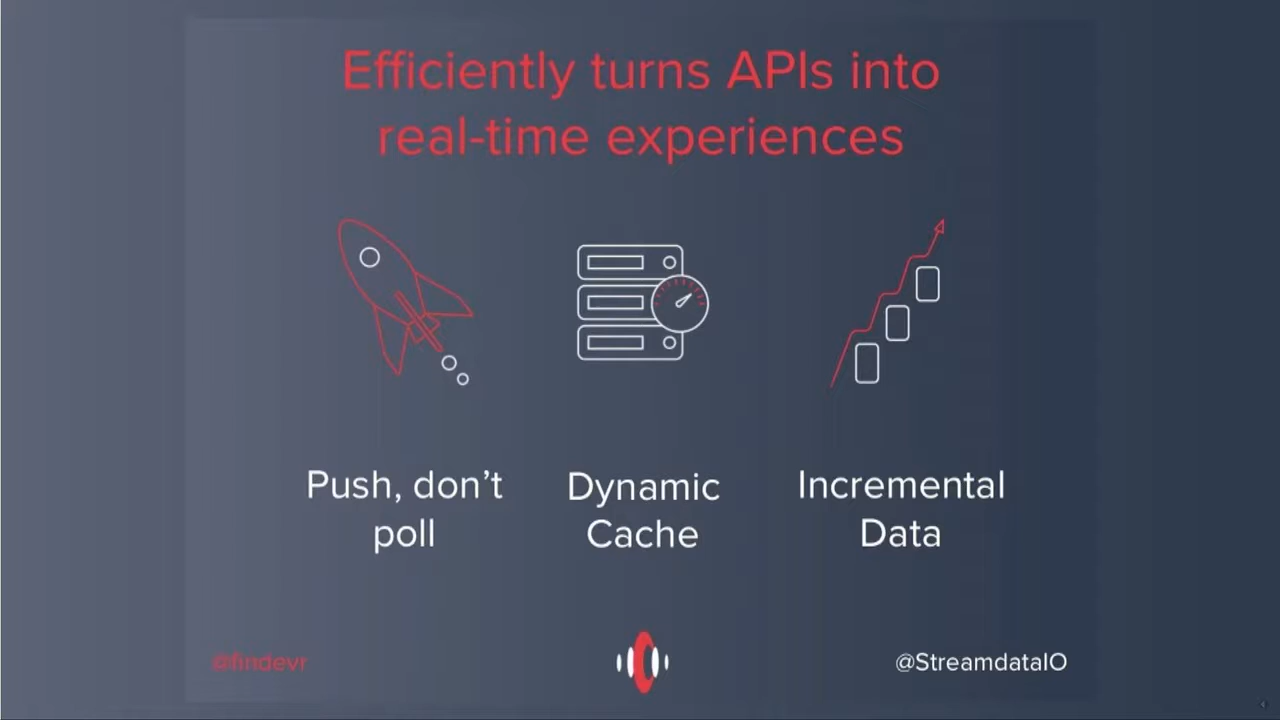 Efficiently turns APIs into
real-time experiences
Push, don’t
poll
Dynamic
Cache
Incremental
Data
@findevr
@StreamdataIO